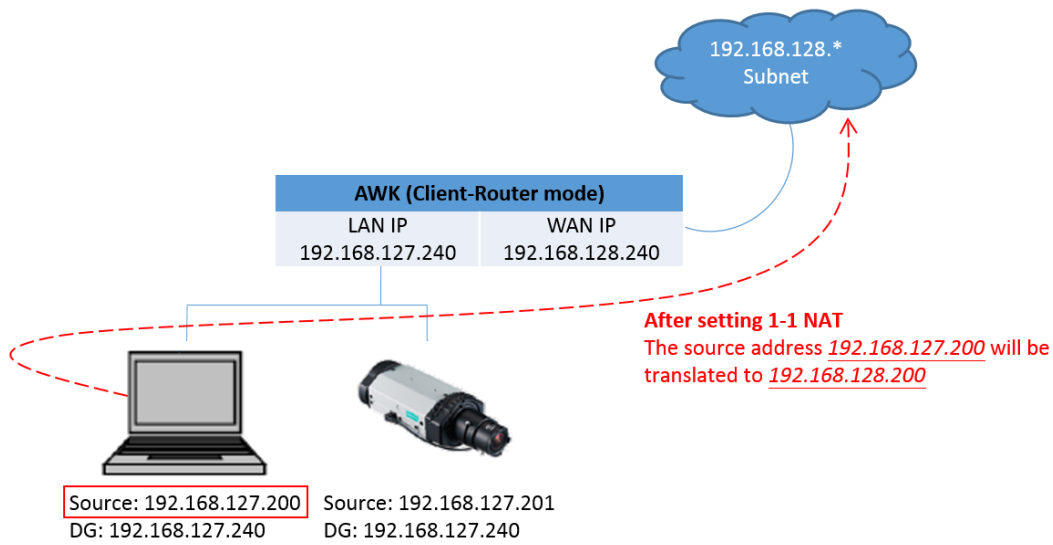 192.168.128.*
Subnet
AWK (Client-Router mode)
LAN IP
192.168.127.240
WAN IP
192.168.128.240
After setting 1-1 NAT
The source address 192.168.127.200 will be
translated to 192.168.128.200
Source: 192.168.127.200
DG: 192.168.127.240
Source: 192.168.127.201
DG: 192.168.127.240